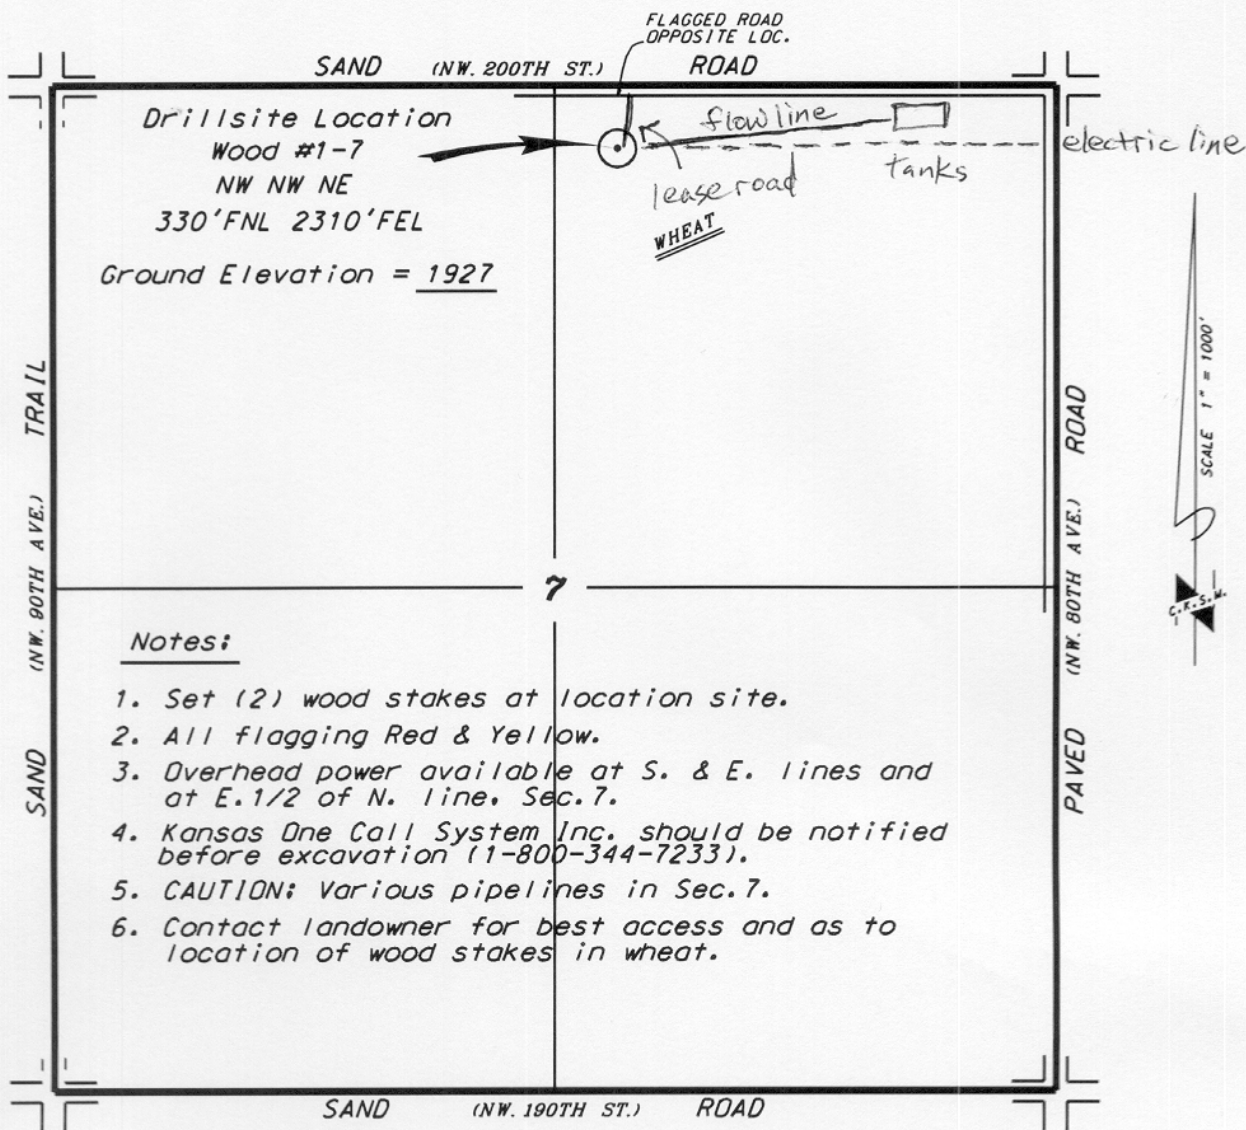 FLAGGED ROAD
OPPOSITE LOC.
SAND (NW. 200TH ST.) ROAD
Drillsite Location
Wood #1-7
NW NW NE
330'FNL 2310'FEL
Ground Elevation = 1927
flowline
electric line
tanks
lease road
WHEAT
SAND (NW. 90TH AVE.) TRAIL
PAVED (NW. 80TH AVE.) ROAD
SCALE 1" = 1000'
C.K.S.W.
7
Notes:
1. Set (2) wood stakes at location site.
2. All flagging Red & Yellow.
3. Overhead power available at S. & E. lines and
at E.1/2 of N. line, Sec.7.
4. Kansas One Call System Inc. should be notified
before excavation (1-800-344-7233).
5. CAUTION: Various pipelines in Sec.7.
6. Contact landowner for best access and as to
location of wood stakes in wheat.
SAND (NW. 190TH ST.) ROAD